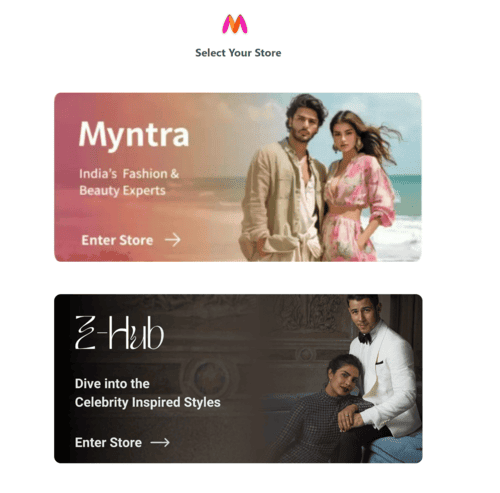 Select Your Store
Myntra
India's Fashion &
Beauty Experts
Enter Store
Z-Hub
Dive into the
Celebrity Inspired Styles
Enter Store